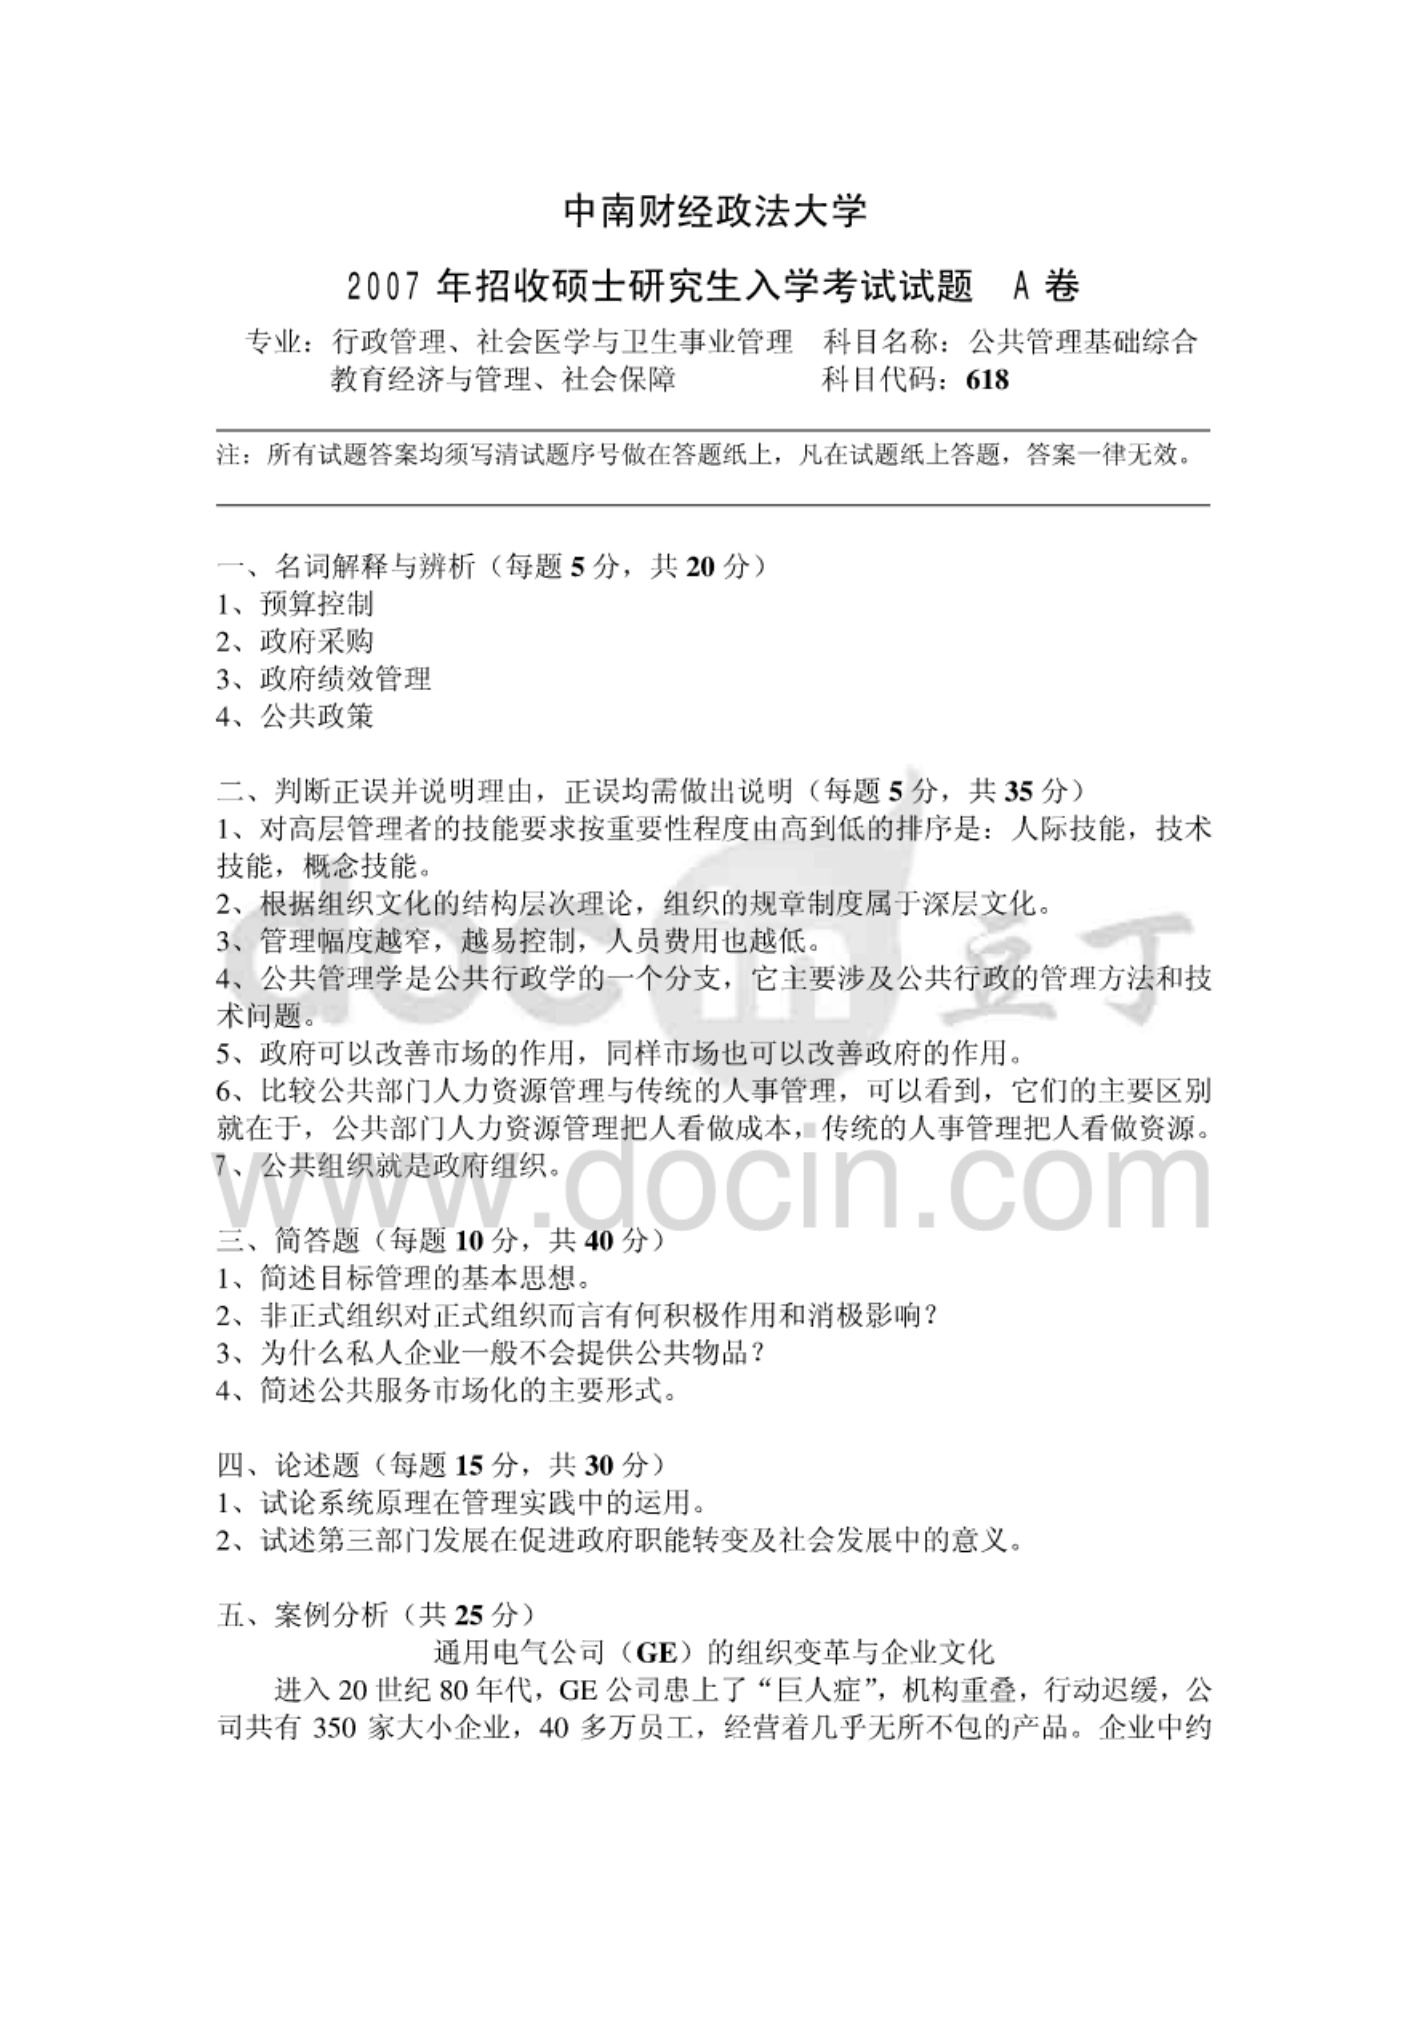 中南财经政法大学
2007 年招收硕士研究生入学考试试题 A 卷
专业：行政管理、社会医学与卫生事业管理 科目名称：公共管理基础综合
教育经济与管理、社会保障 科目代码：618
注：所有试题答案均须写清试题序号做在答题纸上，凡在试题纸上答题，答案一律无效。
一、名词解释与辨析（每题 5 分，共 20 分）
1、预算控制
2、政府采购
3、政府绩效管理
4、公共政策
二、判断正误并说明理由，正误均需做出说明（每题 5 分，共 35 分）
1、对高层管理者的技能要求按重要性程度由高到低的排序是：人际技能，技术
技能，概念技能。
2、根据组织文化的结构层次理论，组织的规章制度属于深层文化。
3、管理幅度越窄，越易控制，人员费用也越低。
4、公共管理学是公共行政学的一个分支，它主要涉及公共行政的管理方法和技
术问题。
5、政府可以改善市场的作用，同样市场也可以改善政府的作用。
6、比较公共部门人力资源管理与传统的人事管理，可以看到，它们的主要区别
就在于，公共部门人力资源管理把人看做成本，传统的人事管理把人看做资源。
7、公共组织就是政府组织。
三、简答题（每题 10 分，共 40 分）
1、简述目标管理的基本思想。
2、非正式组织对正式组织而言有何积极作用和消极影响？
3、为什么私人企业一般不会提供公共物品？
4、简述公共服务市场化的主要形式。
四、论述题（每题 15 分，共 30 分）
1、试论系统原理在管理实践中的运用。
2、试述第三部门发展在促进政府职能转变及社会发展中的意义。
五、案例分析（共 25 分）
通用电气公司（GE）的组织变革与企业文化
进入 20 世纪 80 年代，GE 公司患上了“巨人症”，机构重叠，行动迟缓，公
司共有 350 家大小企业，40 多万员工，经营着几乎无所不包的产品。企业中约
docin 豆丁
www.docin.com